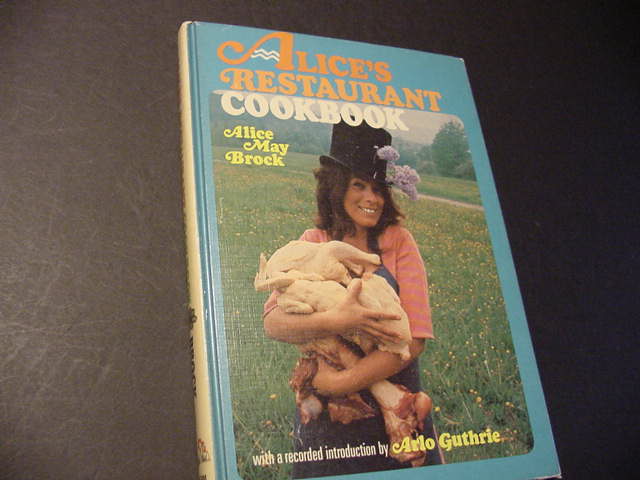 ALICE'S
RESTAURANT
COOKBOOK
Alice
May
Brock
with a recorded introduction by Arlo Guthrie